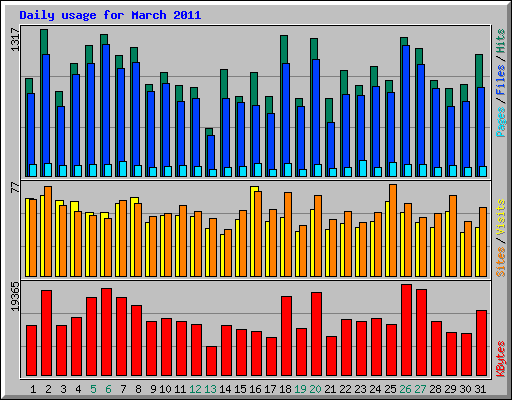 Daily usage for March 2011
1317
Pages / Files / Hits
77
Sites / Visits
19365
KBytes
1 2 3 4 5 6 7 8 9 10 11 12 13 14 15 16 17 18 19 20 21 22 23 24 25 26 27 28 29 30 31